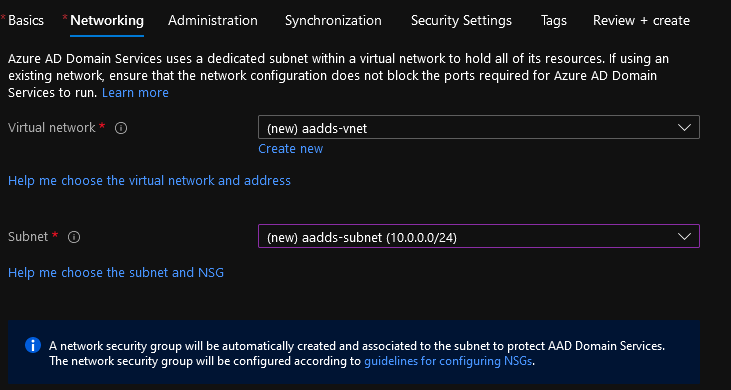 * Basics * Networking Administration Synchronization Security Settings Tags Review + create
Azure AD Domain Services uses a dedicated subnet within a virtual network to hold all of its resources. If using an
existing network, ensure that the network configuration does not block the ports required for Azure AD Domain
Services to run. Learn more
Virtual network * (new) aadds-vnet
Create new
Help me choose the virtual network and address
Subnet * (new) aadds-subnet (10.0.0.0/24)
Help me choose the subnet and NSG
A network security group will be automatically created and associated to the subnet to protect AAD Domain Services.
The network security group will be configured according to guidelines for configuring NSGs.